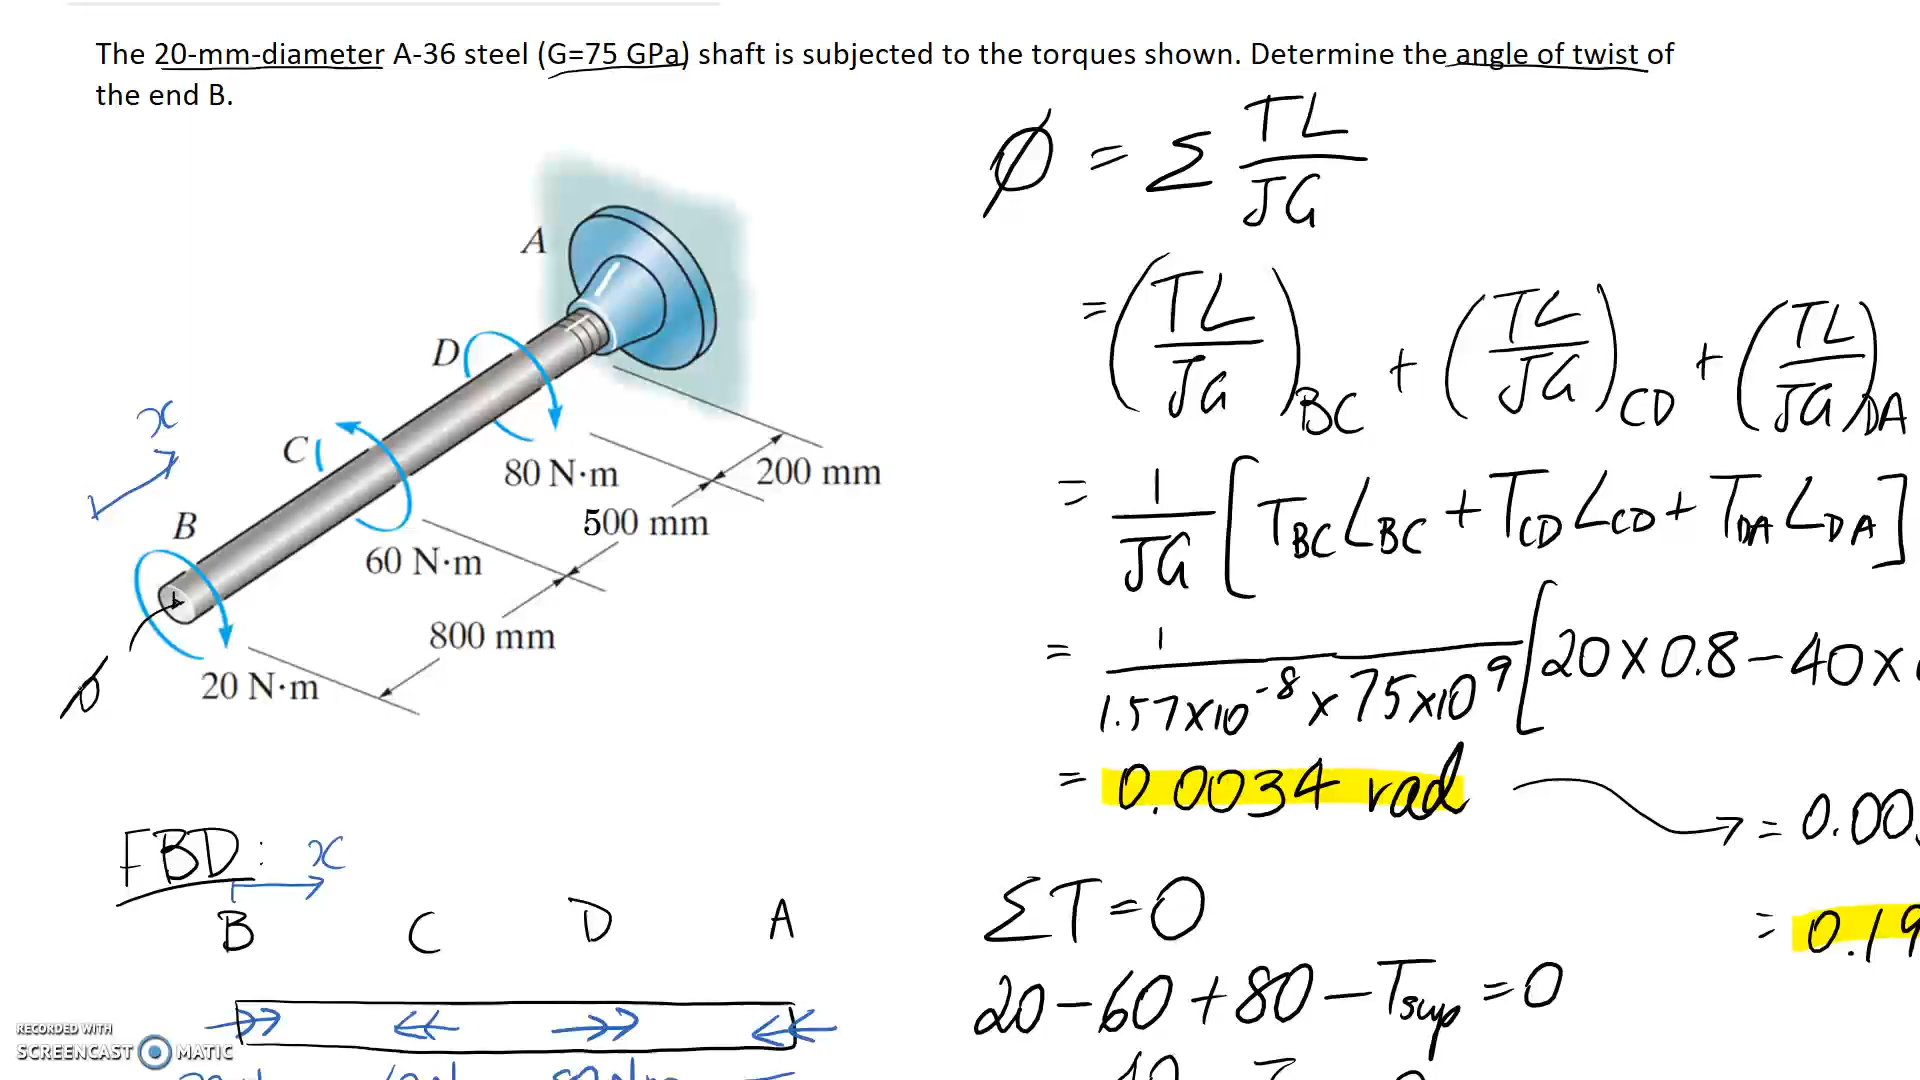 The 20-mm-diameter A-36 steel (G=75 GPa) shaft is subjected to the torques shown. Determine the angle of twist of
the end B.
A
D
80 N·m
200 mm
x
C
500 mm
B
60 N·m
800 mm
20 N·m
ϕ
ϕ = Σ TL/JG
= (TL/JG)BC + (TL/JG)CD + (TL/JG)DA
= 1/JG [TBC LBC + TCD LCD + TDA LDA]
= 1/(1.57×10^-8 × 75×10^9) [20×0.8-40×
= 0.0034 rad
= 0.00
= 0.19
FBD: x
B C D A
ΣT=0
20-60+80-Tsup=0
RECORDED WITH
SCREENCAST MATIC